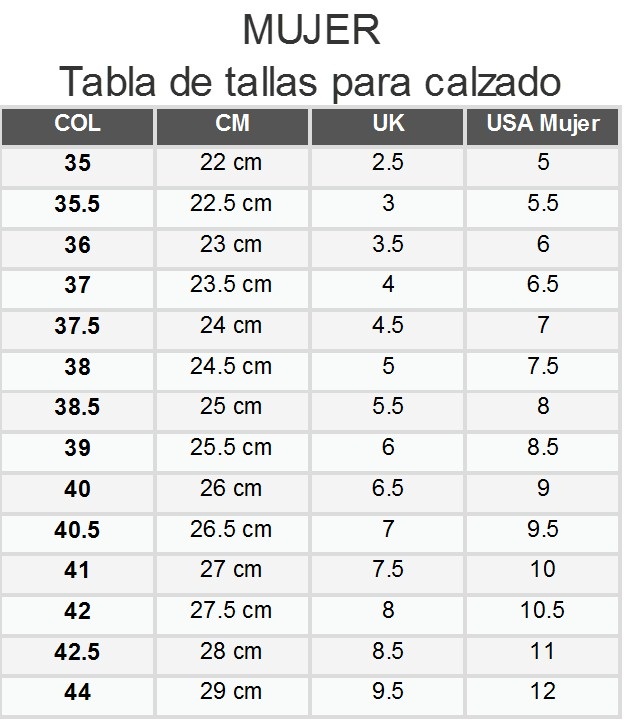 MUJER
Tabla de tallas para calzado
COL CM UK USA Mujer
35 22 cm 2.5 5
35.5 22.5 cm 3 5.5
36 23 cm 3.5 6
37 23.5 cm 4 6.5
37.5 24 cm 4.5 7
38 24.5 cm 5 7.5
38.5 25 cm 5.5 8
39 25.5 cm 6 8.5
40 26 cm 6.5 9
40.5 26.5 cm 7 9.5
41 27 cm 7.5 10
42 27.5 cm 8 10.5
42.5 28 cm 8.5 11
44 29 cm 9.5 12